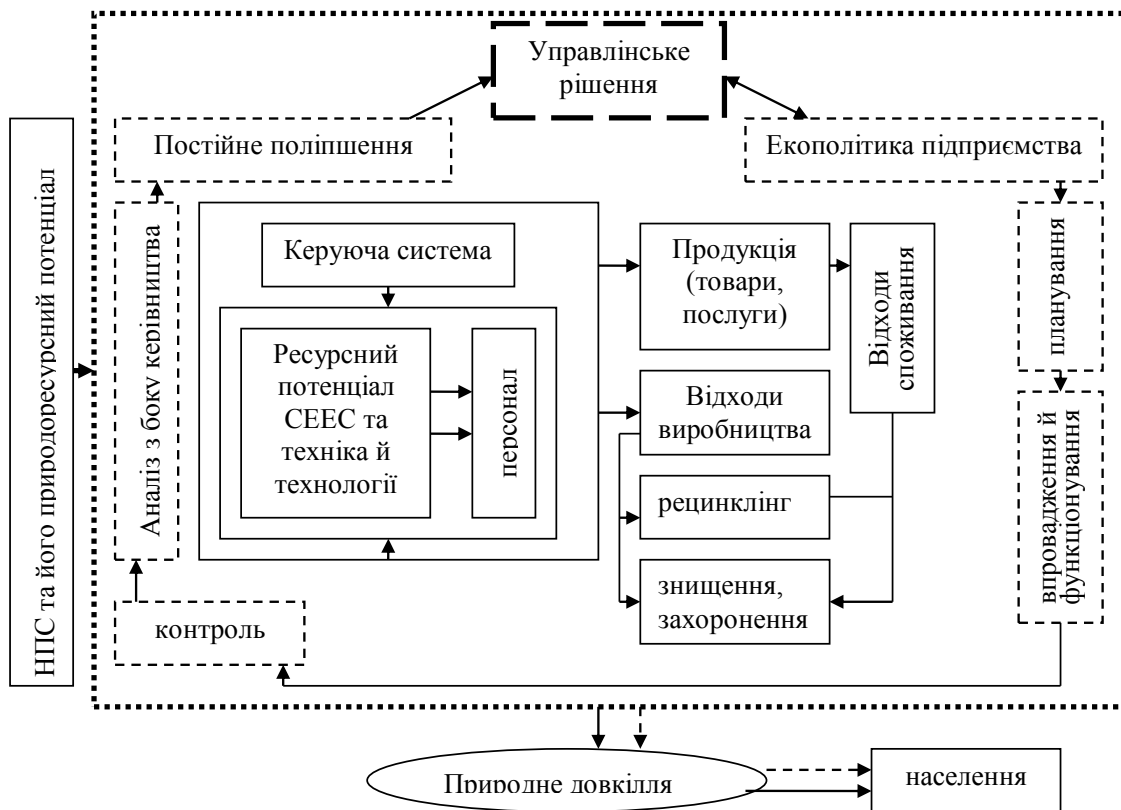 Управлінське
рішення
Постійне поліпшення
Екополітика підприємства
НПС та його природоресурсний потенціал
Аналіз з боку керівництва
Керуюча система
Ресурсний
потенціал
СЕЕС та
техніка й
технології
персонал
Продукція
(товари,
послуги)
Відходи
споживання
планування
Відходи
виробництва
рецинклінг
знищення,
захоронення
впровадження й
функціонування
контроль
Природне довкілля
населення